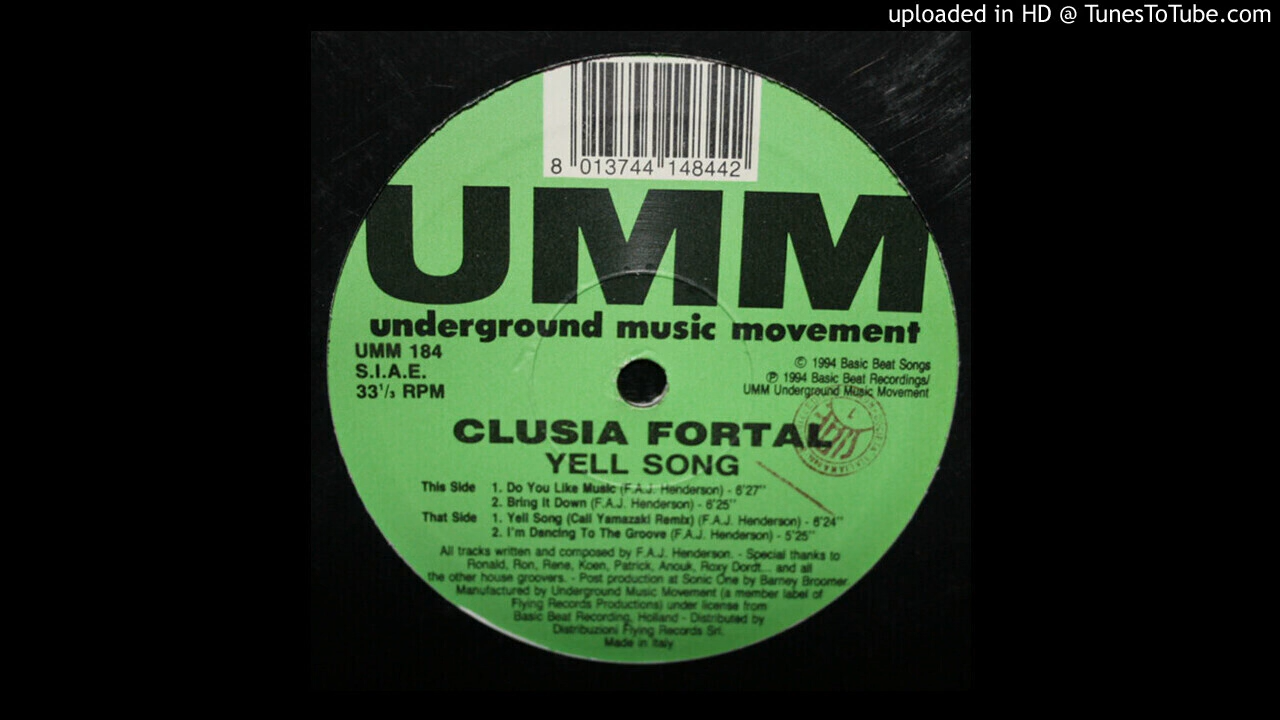 uploaded in HD @ TunesToTube.com
8 013744 148442
UMM
underground music movement
UMM 184
S.I.A.E.
33⅓ RPM
© 1994 Basic Beat Songs
℗ 1994 Basic Beat Recordings/
UMM Underground Music Movement
CLUSIA FORTAL
YELL SONG
This Side 1. Do You Like Music (F.A.J. Henderson) - 6'27''
2. Bring It Down (F.A.J. Henderson) - 6'25''
That Side 1. Yell Song (Cali Yamazaki Remix) (F.A.J. Henderson) - 6'24''
2. I'm Dancing To The Groove (F.A.J. Henderson) - 5'25''
All tracks written and composed by F.A.J. Henderson. - Special thanks to
Ronald, Ron, Rene, Koen, Patrick, Anouk, Roxy Dordt... and all
the other house groovers. - Post production at Sonic One by Barney Broomer.
Manufactured by Underground Music Movement (a member label of
Flying Records Productions) under license from
Basic Beat Recording, Holland - Distributed by
Distribuzioni Flying Records Srl.
Made in Italy